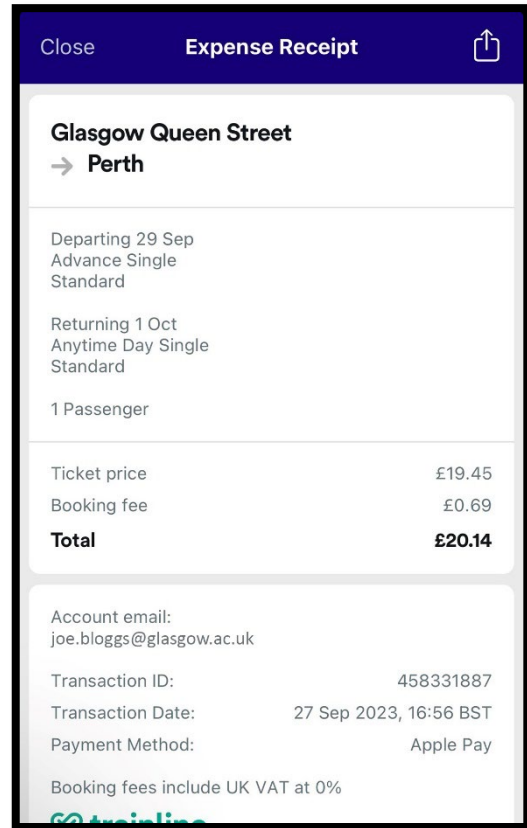 Close Expense Receipt
Glasgow Queen Street
→ Perth
Departing 29 Sep
Advance Single
Standard
Returning 1 Oct
Anytime Day Single
Standard
1 Passenger
Ticket price £19.45
Booking fee £0.69
Total £20.14
Account email:
joe.bloggs@glasgow.ac.uk
Transaction ID: 458331887
Transaction Date: 27 Sep 2023, 16:56 BST
Payment Method: Apple Pay
Booking fees include UK VAT at 0%
trainline